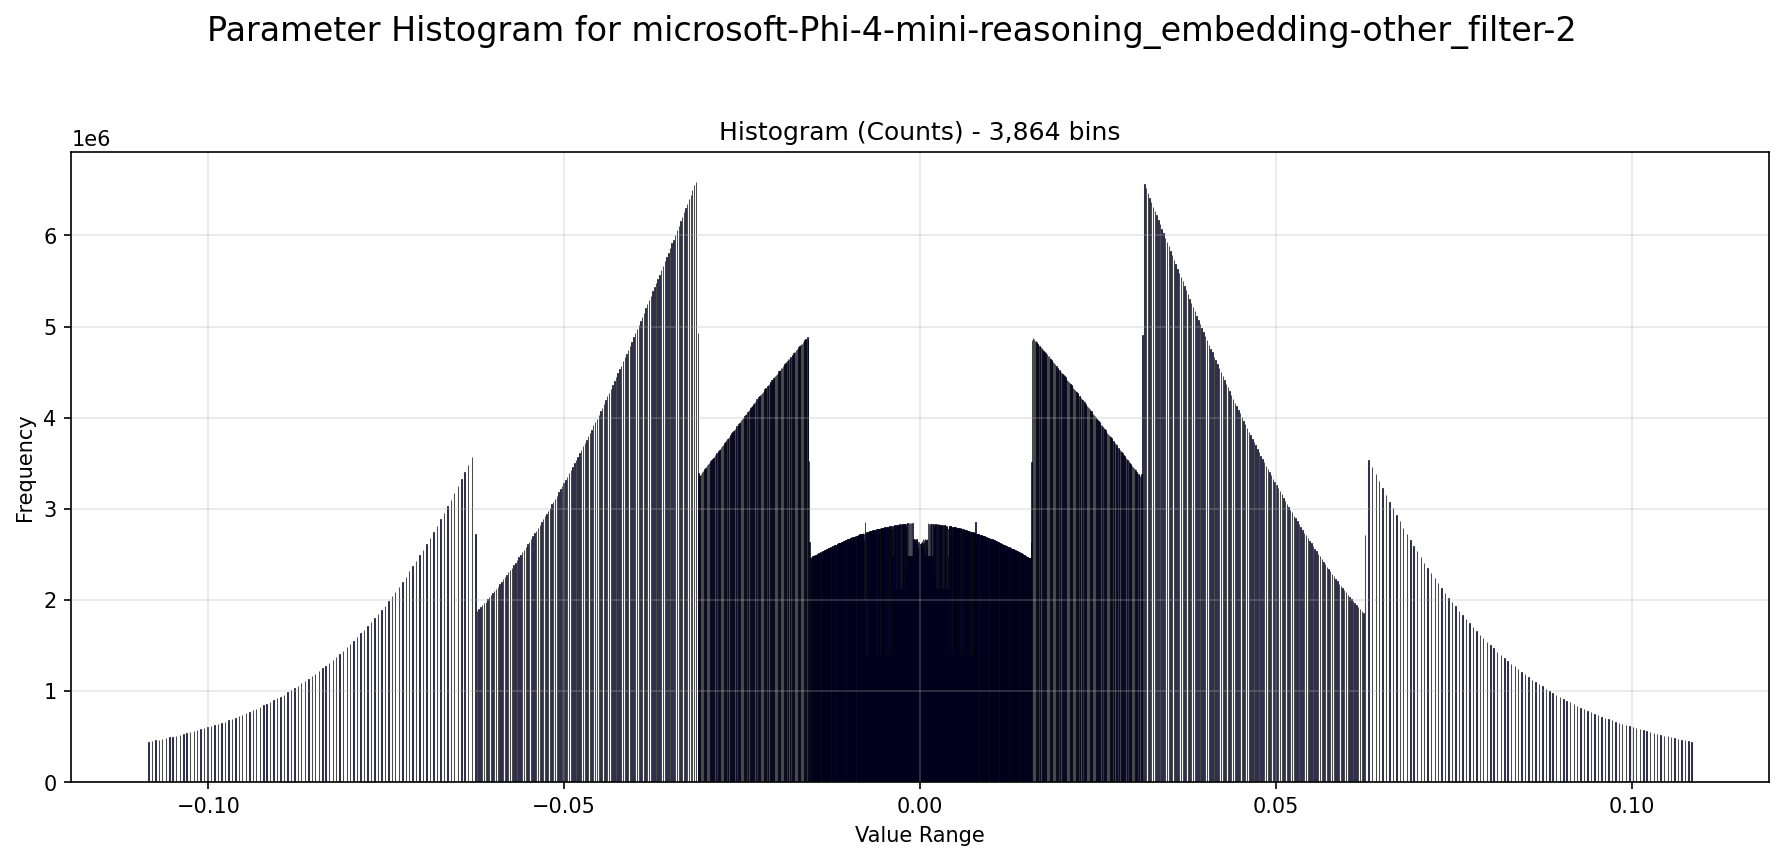 Parameter Histogram for microsoft-Phi-4-mini-reasoning_embedding-other_filter-2
Histogram (Counts) - 3,864 bins
1e6
6
5
4
3
2
1
0
Frequency
−0.10 −0.05 0.00 0.05 0.10
Value Range